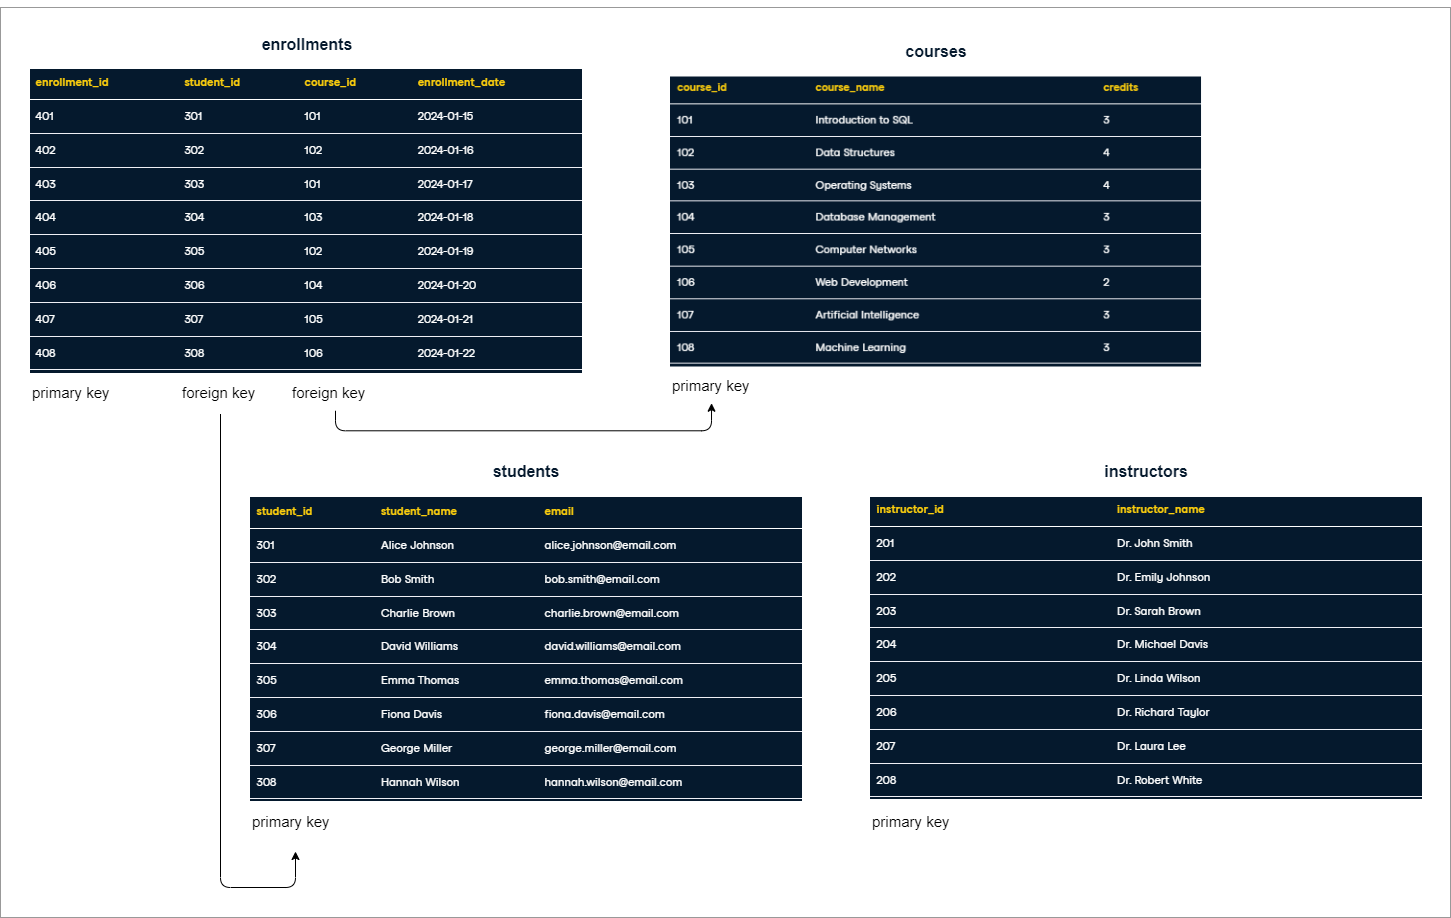 enrollments
enrollment_id student_id course_id enrollment_date
401 301 101 2024-01-15
402 302 102 2024-01-16
403 303 101 2024-01-17
404 304 103 2024-01-18
405 305 102 2024-01-19
406 306 104 2024-01-20
407 307 105 2024-01-21
408 308 106 2024-01-22
primary key foreign key foreign key
courses
course_id course_name credits
101 Introduction to SQL 3
102 Data Structures 4
103 Operating Systems 4
104 Database Management 3
105 Computer Networks 3
106 Web Development 2
107 Artificial Intelligence 3
108 Machine Learning 3
primary key
students
student_id student_name email
301 Alice Johnson alice.johnson@email.com
302 Bob Smith bob.smith@email.com
303 Charlie Brown charlie.brown@email.com
304 David Williams david.williams@email.com
305 Emma Thomas emma.thomas@email.com
306 Fiona Davis fiona.davis@email.com
307 George Miller george.miller@email.com
308 Hannah Wilson hannah.wilson@email.com
primary key
instructors
instructor_id instructor_name
201 Dr. John Smith
202 Dr. Emily Johnson
203 Dr. Sarah Brown
204 Dr. Michael Davis
205 Dr. Linda Wilson
206 Dr. Richard Taylor
207 Dr. Laura Lee
208 Dr. Robert White
primary key